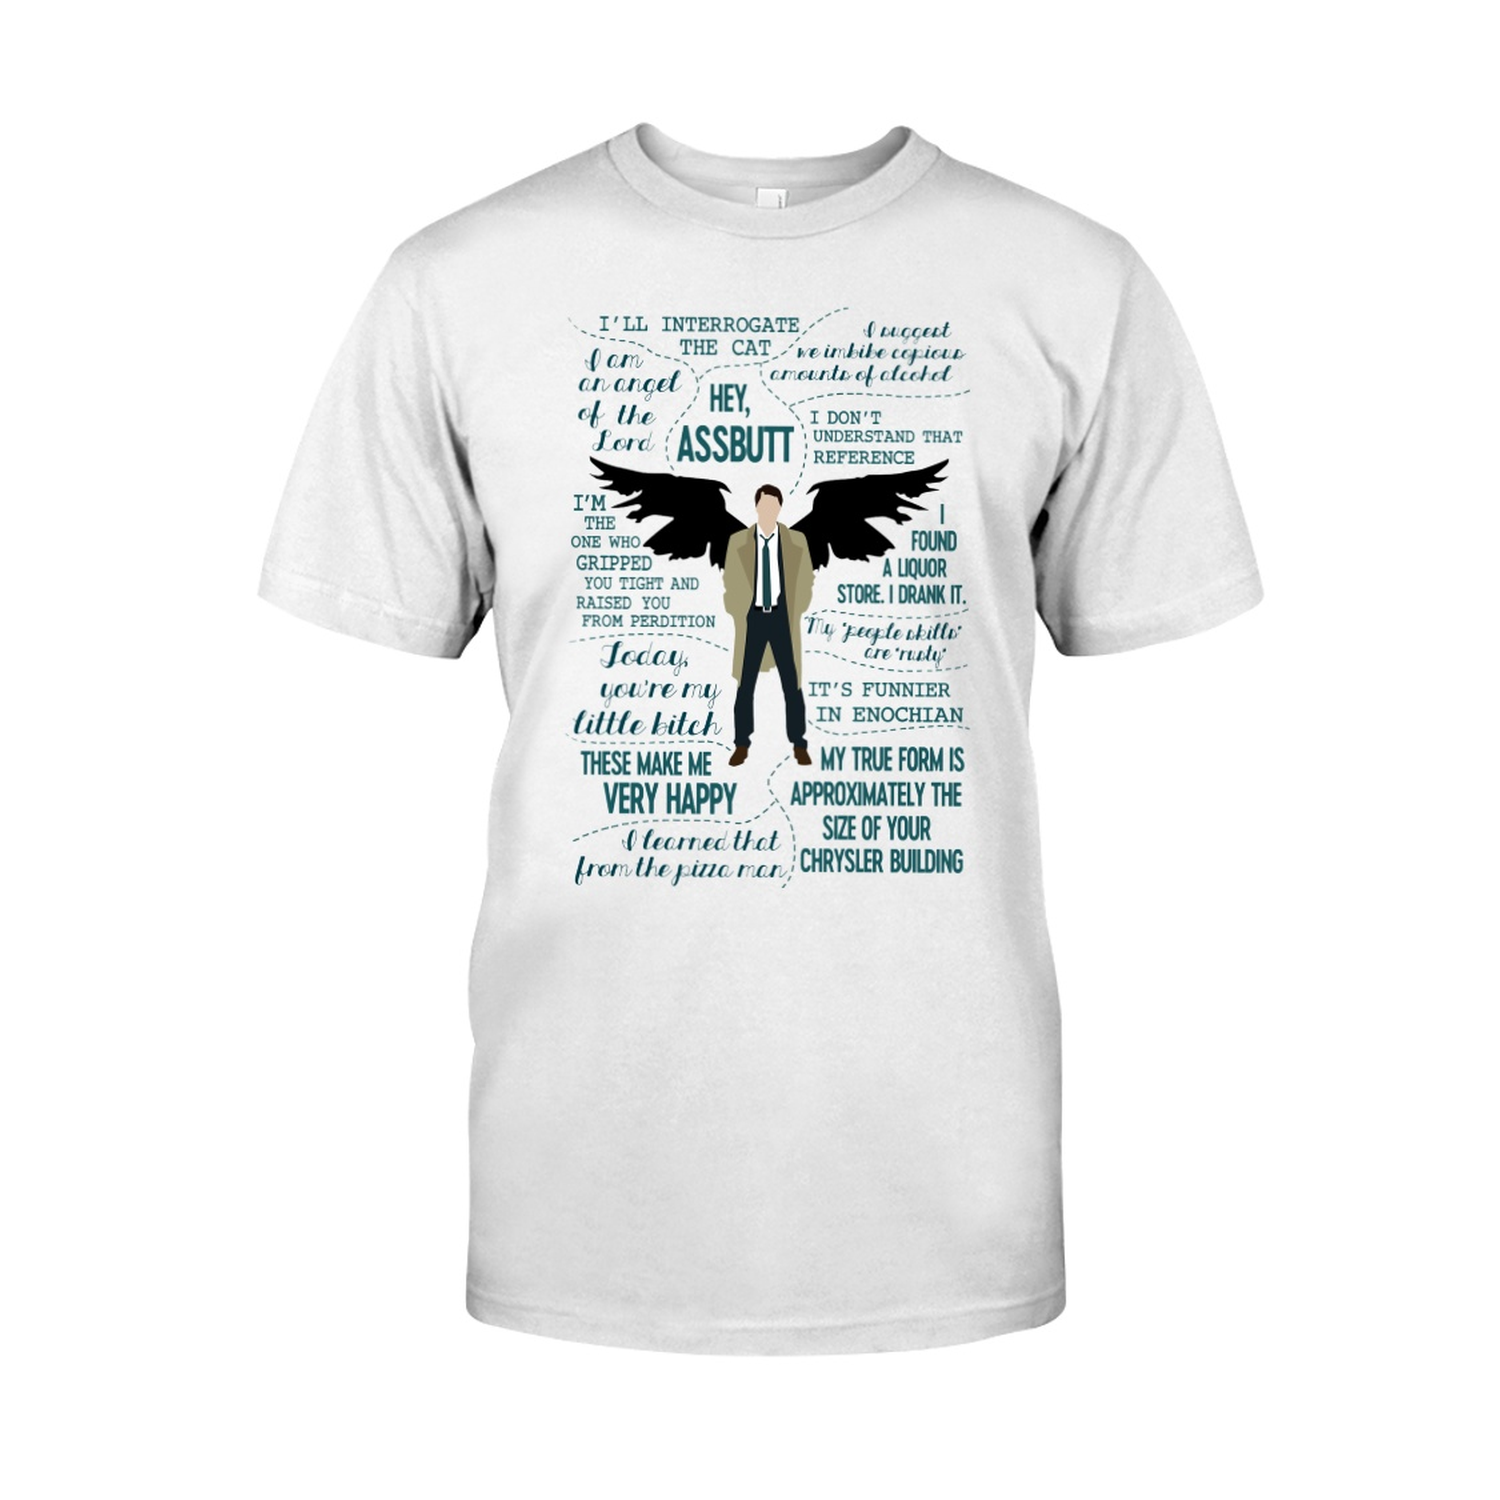 I'LL INTERROGATE
THE CAT
I suggest
we imbibe copious
amounts of alcohol
I am
an angel
of the
Lord
HEY,
ASSBUTT
I DON'T
UNDERSTAND THAT
REFERENCE
I'M
THE
ONE WHO
GRIPPED
YOU TIGHT AND
RAISED YOU
FROM PERDITION
I
FOUND
A LIQUOR
STORE. I DRANK IT.
"My "people skills"
are "rusty"
Today,
you're my
little bitch
IT'S FUNNIER
IN ENOCHIAN
THESE MAKE ME
VERY HAPPY
MY TRUE FORM IS
APPROXIMATELY THE
SIZE OF YOUR
CHRYSLER BUILDING
I learned that
from the pizza man